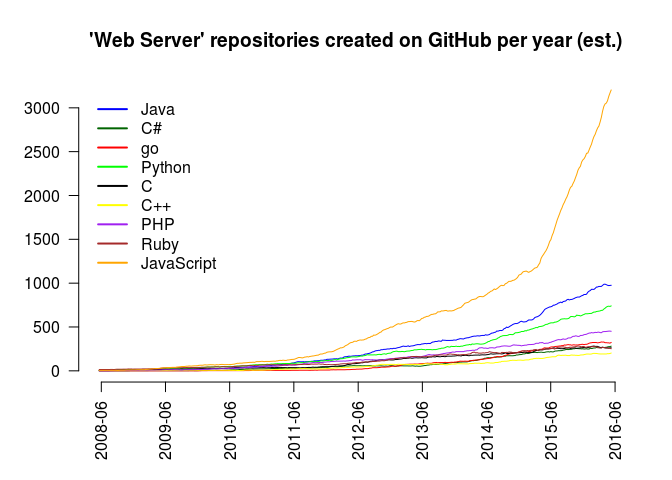 'Web Server' repositories created on GitHub per year (est.)
3000
2500
2000
1500
1000
500
0
Java
C#
go
Python
C
C++
PHP
Ruby
JavaScript
2008-06
2009-06
2010-06
2011-06
2012-06
2013-06
2014-06
2015-06
2016-06